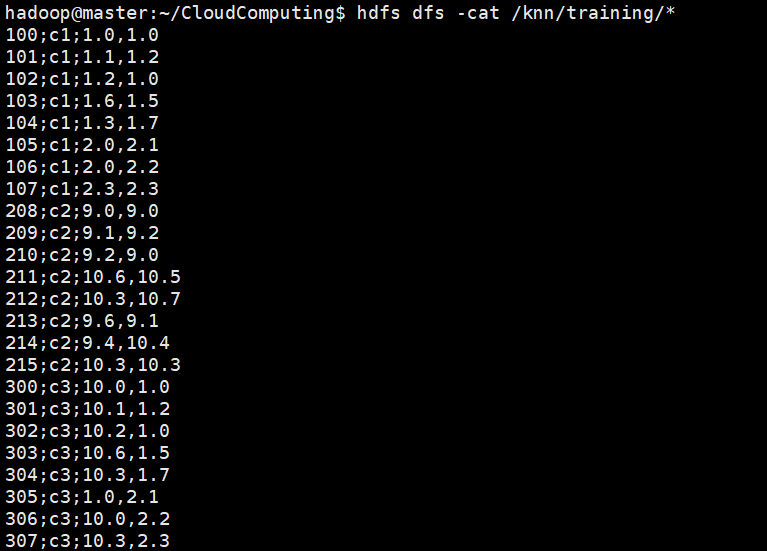 hadoop@master:~/CloudComputing$ hdfs dfs -cat /knn/training/*
100;c1;1.0,1.0
101;c1;1.1,1.2
102;c1;1.2,1.0
103;c1;1.6,1.5
104;c1;1.3,1.7
105;c1;2.0,2.1
106;c1;2.0,2.2
107;c1;2.3,2.3
208;c2;9.0,9.0
209;c2;9.1,9.2
210;c2;9.2,9.0
211;c2;10.6,10.5
212;c2;10.3,10.7
213;c2;9.6,9.1
214;c2;9.4,10.4
215;c2;10.3,10.3
300;c3;10.0,1.0
301;c3;10.1,1.2
302;c3;10.2,1.0
303;c3;10.6,1.5
304;c3;10.3,1.7
305;c3;1.0,2.1
306;c3;10.0,2.2
307;c3;10.3,2.3